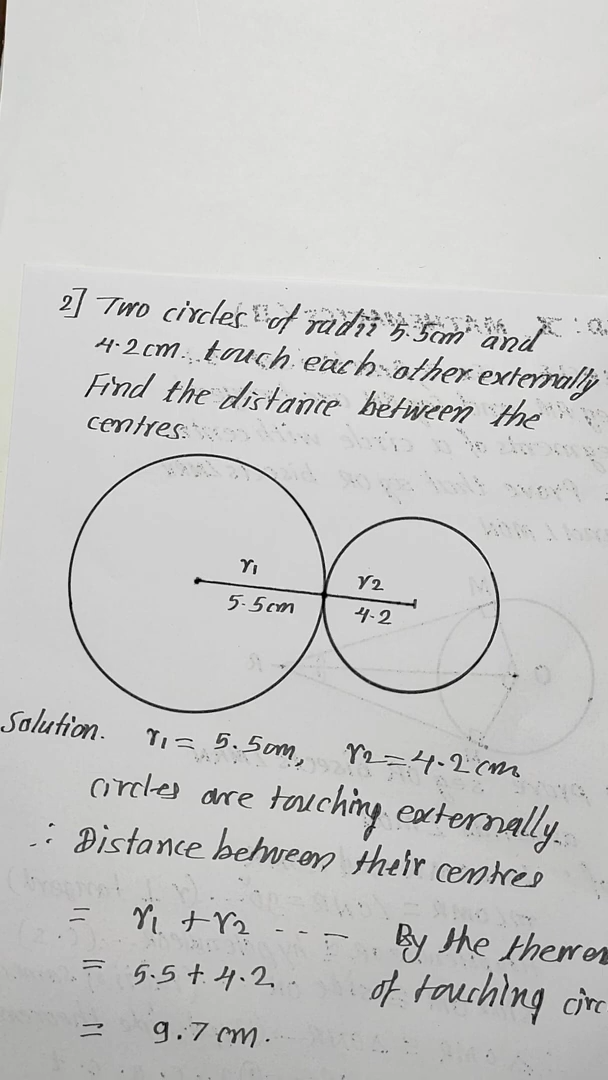 2] Two circles of radii 5.5cm and
4.2cm. touch each other externally
Find the distance between the
centres.
r1
5.5cm
r2
4.2
Solution. r1 = 5.5cm, r2 = 4.2cm
circles are touching externally.
∴ Distance between their centres
= r1 + r2 ---- By the
= 5.5 + 4.2 of touching
= 9.7 cm.